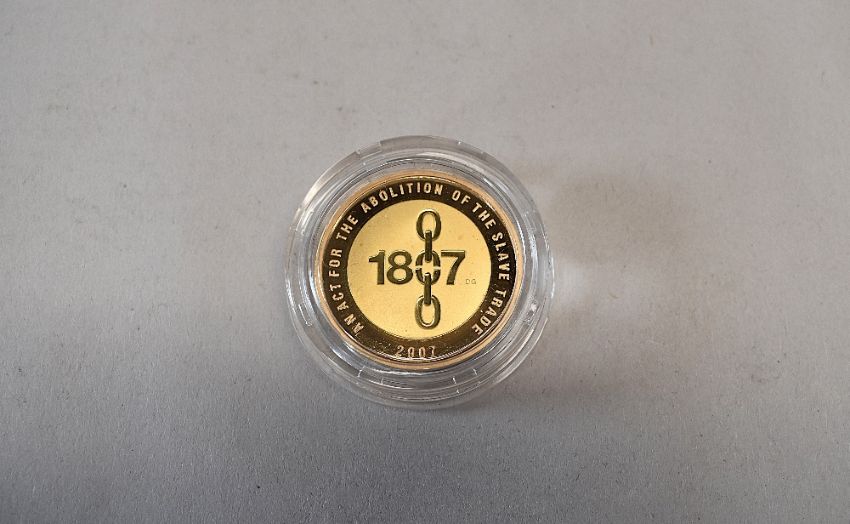 AN ACT FOR THE ABOLITION OF THE SLAVE TRADE
1807
DG
2007